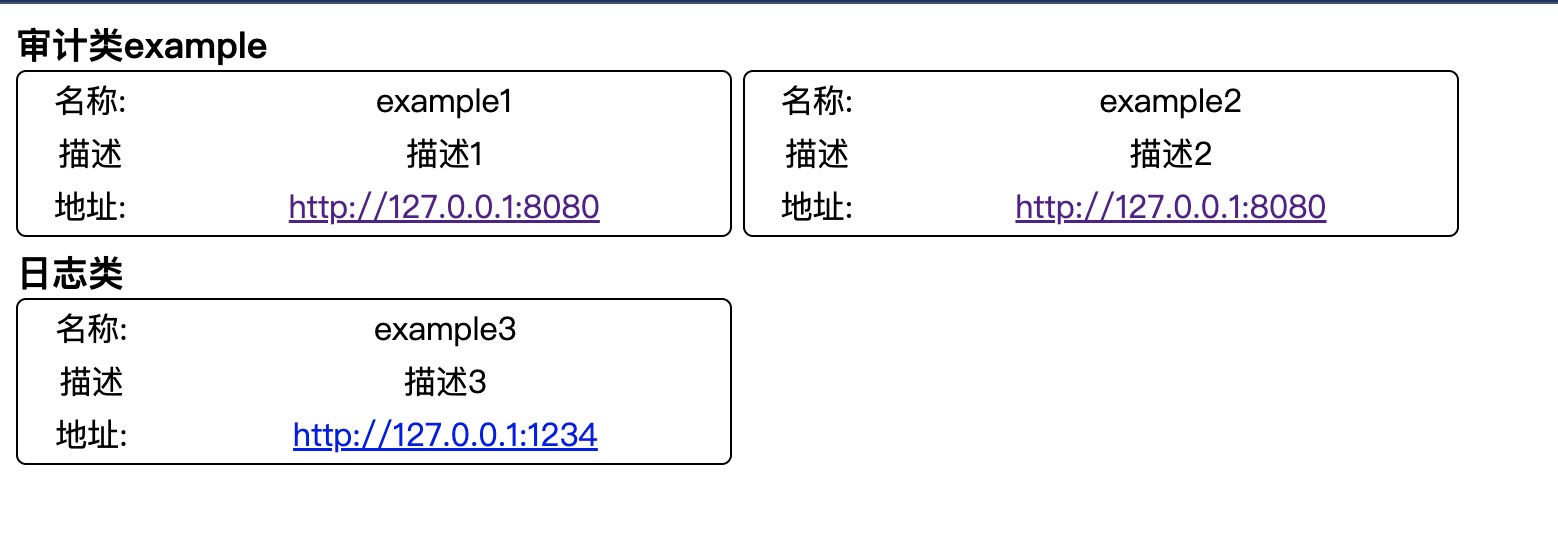 审计类example
名称: example1
描述 描述1
地址: http://127.0.0.1:8080
名称: example2
描述 描述2
地址: http://127.0.0.1:8080
日志类
名称: example3
描述 描述3
地址: http://127.0.0.1:1234